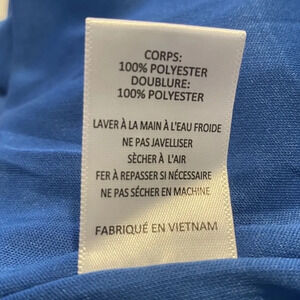 CORPS:
100% POLYESTER
DOUBLURE:
100% POLYESTER
LAVER À LA MAIN À L'EAU FROIDE
NE PAS JAVELLISER
SÈCHER À L'AIR
FER À REPASSER SI NÉCESSAIRE
NE PAS SÉCHER EN MACHINE
FABRIQUÉ EN VIETNAM